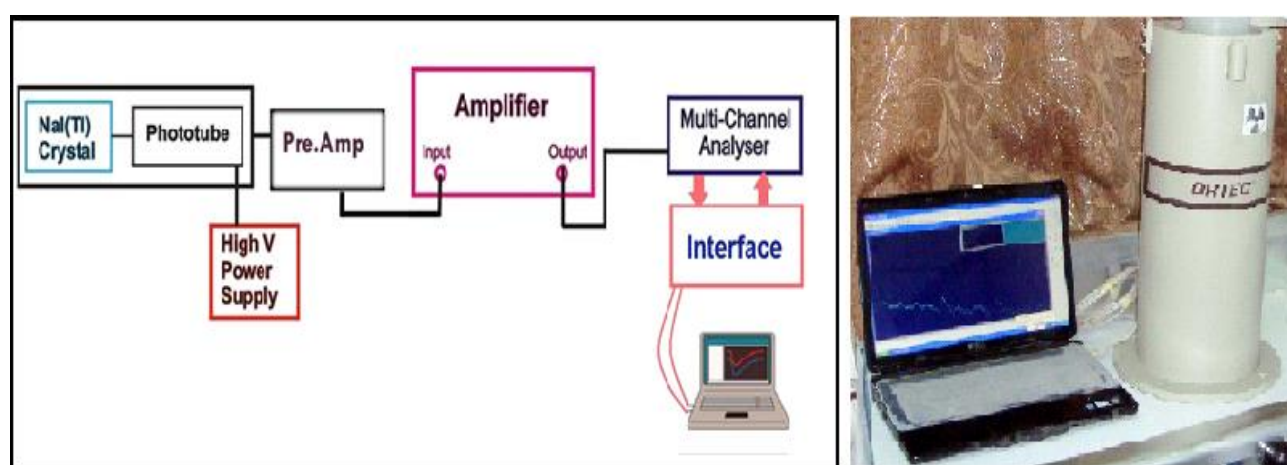 NaI(Tl)
Crystal
Phototube
High V
Power
Supply
Pre.Amp
Amplifier
Input
Output
Multi-Channel
Analyser
Interface
ORTEC